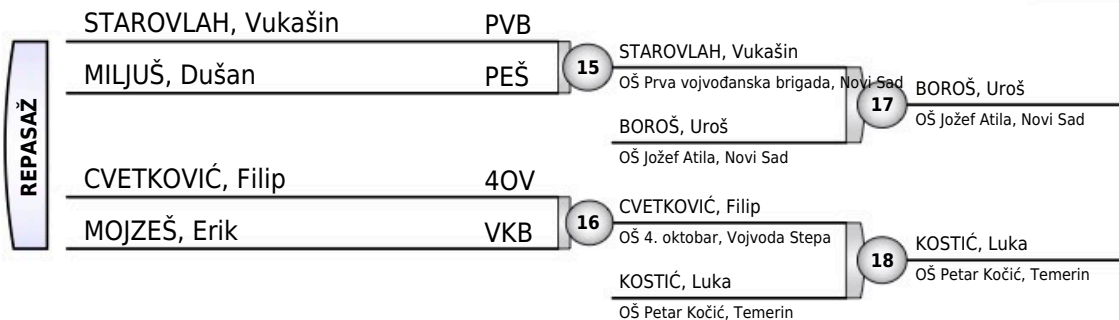 REPASAŽ
STAROVLAH, Vukašin PVB
MILJUŠ, Dušan PEŠ
15
STAROVLAH, Vukašin
OŠ Prva vojvođanska brigada, Novi Sad
BOROŠ, Uroš
OŠ Jožef Atila, Novi Sad
17
BOROŠ, Uroš
OŠ Jožef Atila, Novi Sad
CVETKOVIĆ, Filip 4OV
MOJZEŠ, Erik VKB
16
CVETKOVIĆ, Filip
OŠ 4. oktobar, Vojvoda Stepa
KOSTIĆ, Luka
OŠ Petar Kočić, Temerin
18
KOSTIĆ, Luka
OŠ Petar Kočić, Temerin